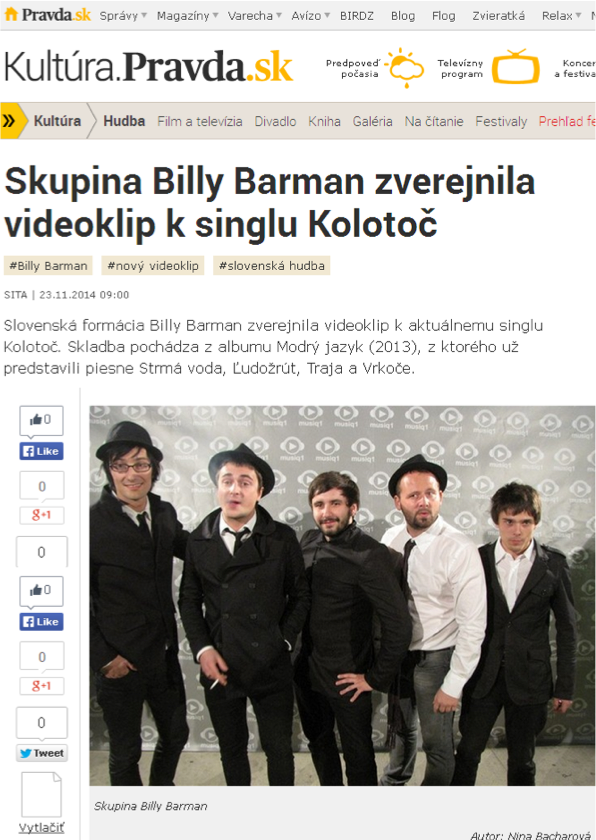 Pravda.sk Správy Magazíny Varecha Avízo BIRDZ Blog Flog Zvieratká Relax
Kultúra.Pravda.sk
Predpoveď
počasia
Televízny
program
Koncer
a festiva
Kultúra Hudba Film a televízia Divadlo Kniha Galéria Na čítanie Festivaly Prehľad fe
Skupina Billy Barman zverejnila
videoklip k singlu Kolotoč
#Billy Barman #nový videoklip #slovenská hudba
SITA | 23.11.2014 09:00
Slovenská formácia Billy Barman zverejnila videoklip k aktuálnemu singlu
Kolotoč. Skladba pochádza z albumu Modrý jazyk (2013), z ktorého už
predstavili piesne Strmá voda, Ľudožrút, Traja a Vrkoče.
0
Like
0
g+1
0
0
Like
0
g+1
0
Tweet
Vytlačiť
musiq1
Skupina Billy Barman
Autor: Nina Bacharová